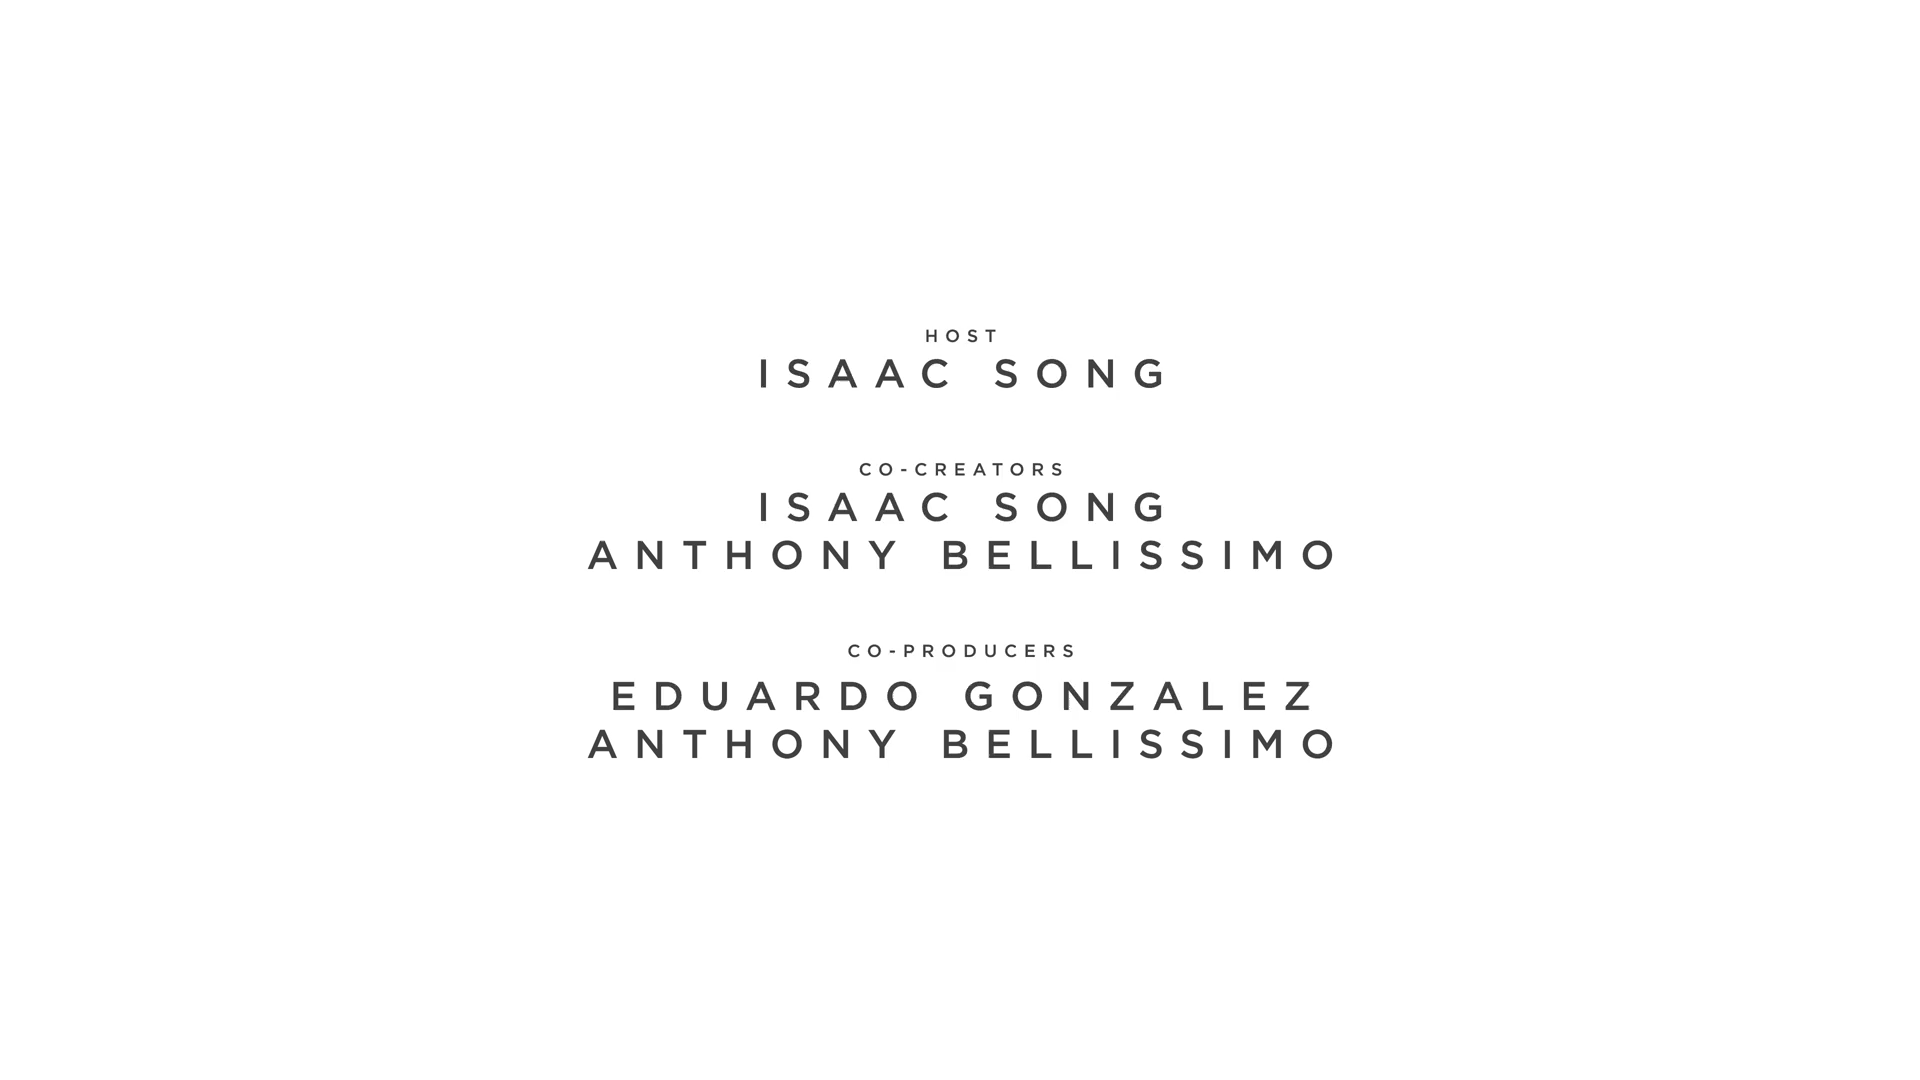 HOST
ISAAC SONG
CO-CREATORS
ISAAC SONG
ANTHONY BELLISSIMO
CO-PRODUCERS
EDUARDO GONZALEZ
ANTHONY BELLISSIMO